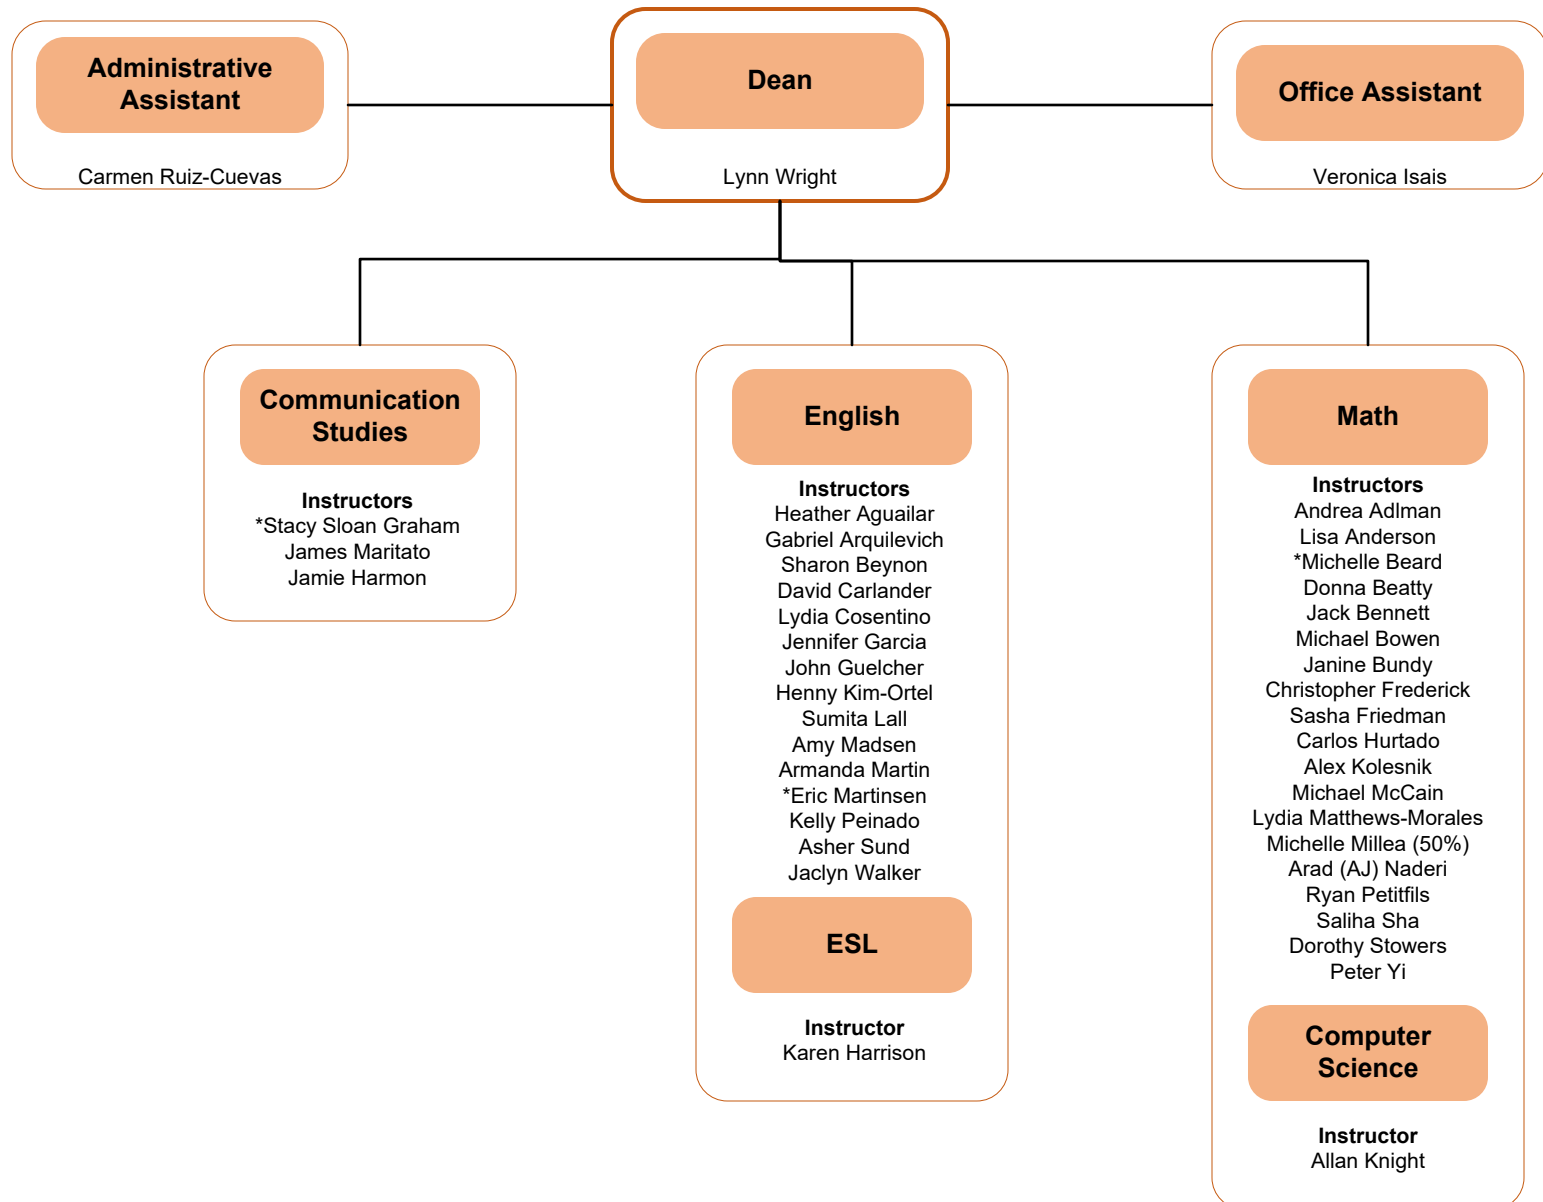 Administrative
Assistant
Carmen Ruiz-Cuevas
Dean
Lynn Wright
Office Assistant
Veronica Isais
Communication
Studies
Instructors
*Stacy Sloan Graham
James Maritato
Jamie Harmon
English
Instructors
Heather Aguailar
Gabriel Arquilevich
Sharon Beynon
David Carlander
Lydia Cosentino
Jennifer Garcia
John Guelcher
Henny Kim-Ortel
Sumita Lall
Amy Madsen
Armanda Martin
*Eric Martinsen
Kelly Peinado
Asher Sund
Jaclyn Walker
ESL
Instructor
Karen Harrison
Math
Instructors
Andrea Adlman
Lisa Anderson
*Michelle Beard
Donna Beatty
Jack Bennett
Michael Bowen
Janine Bundy
Christopher Frederick
Sasha Friedman
Carlos Hurtado
Alex Kolesnik
Michael McCain
Lydia Matthews-Morales
Michelle Millea (50%)
Arad (AJ) Naderi
Ryan Petitfils
Saliha Sha
Dorothy Stowers
Peter Yi
Computer
Science
Instructor
Allan Knight